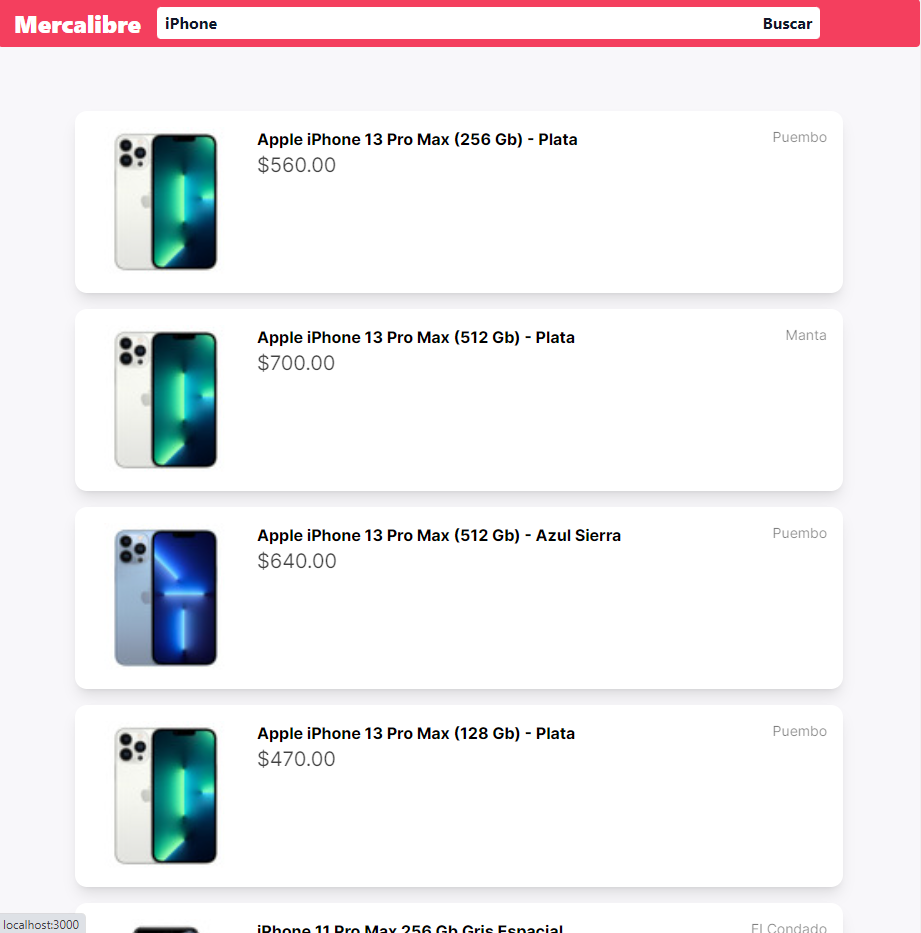 Mercalibre iPhone Buscar
Apple iPhone 13 Pro Max (256 Gb) - Plata Puembo
$560.00
Apple iPhone 13 Pro Max (512 Gb) - Plata Manta
$700.00
Apple iPhone 13 Pro Max (512 Gb) - Azul Sierra Puembo
$640.00
Apple iPhone 13 Pro Max (128 Gb) - Plata Puembo
$470.00
iPhone 11 Pro Max 256 Gb Gris Espacial El Condado
localhost:3000